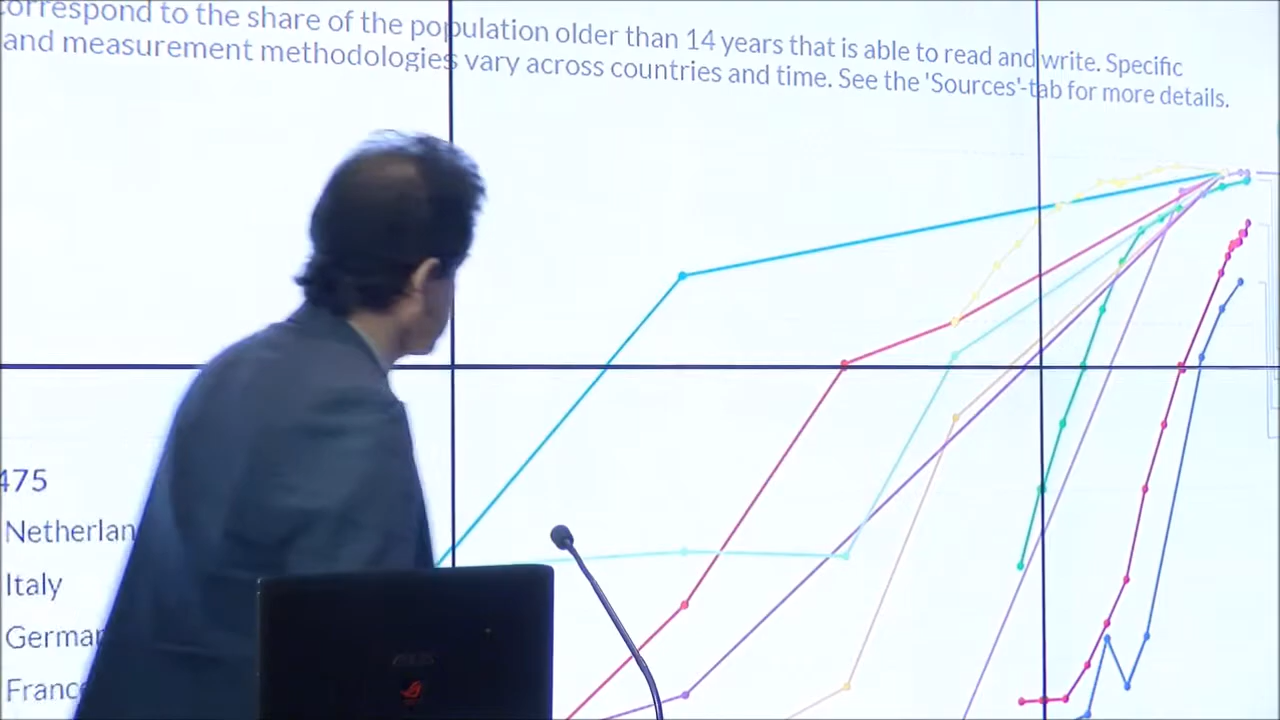 correspond to the share of the population older than 14 years that is able to read and write. Specific
and measurement methodologies vary across countries and time. See the 'Sources'-tab for more details.
475
Netherlan
Italy
German
France
ASUS